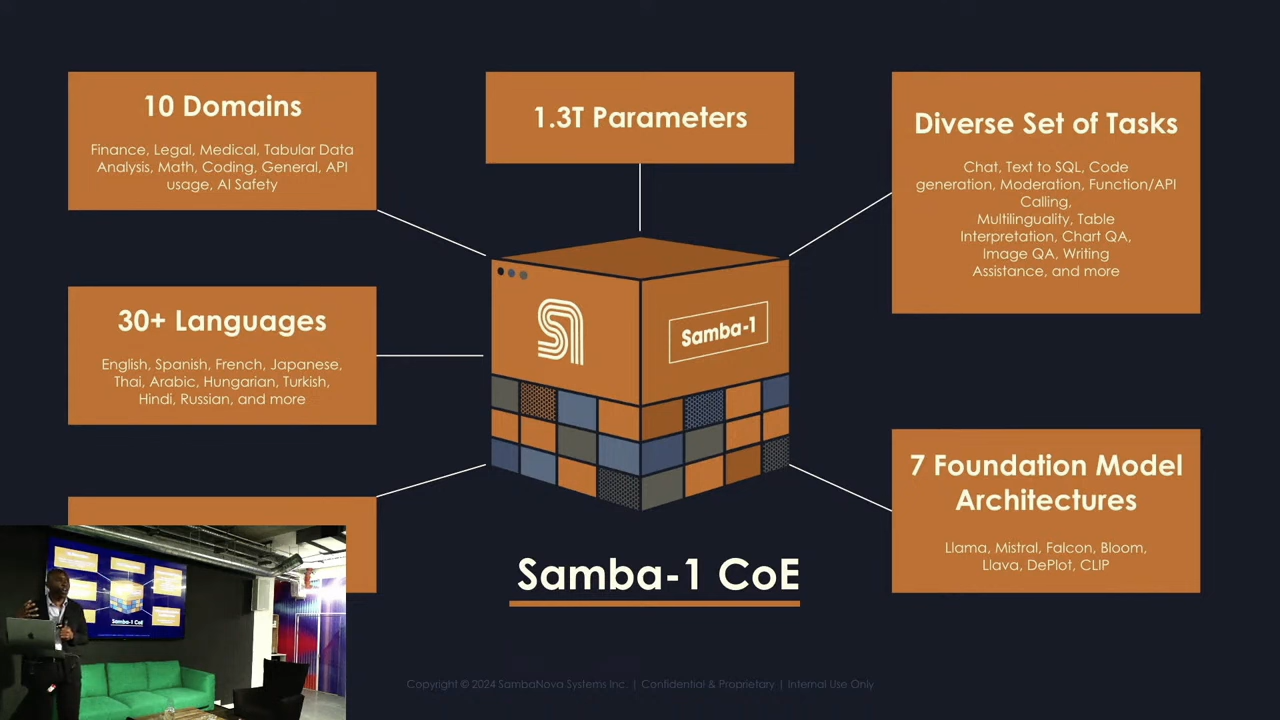 10 Domains
Finance, Legal, Medical, Tabular Data
Analysis, Math, Coding, General, API
usage, AI Safety
1.3T Parameters
Diverse Set of Tasks
Chat, Text to SQL, Code
generation, Moderation, Function/API
Calling,
Multilinguality, Table
Interpretation, Chart QA,
Image QA, Writing
Assistance, and more
30+ Languages
English, Spanish, French, Japanese,
Thai, Arabic, Hungarian, Turkish,
Hindi, Russian, and more
Samba-1
7 Foundation Model
Architectures
Llama, Mistral, Falcon, Bloom,
Llava, DePlot, CLIP
Samba-1 CoE
Samba-1 CoE
Copyright © 2024 SambaNova Systems Inc. | Confidential & Proprietary | Internal Use Only